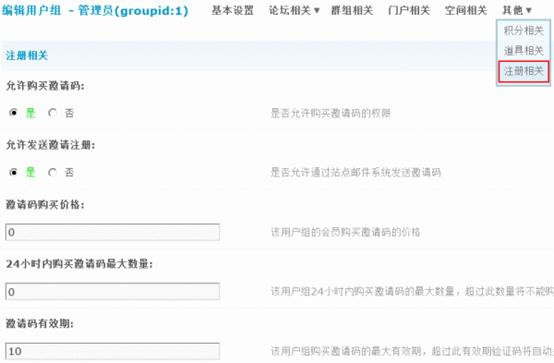 编辑用户组 - 管理员(groupid:1) 基本设置 论坛相关▼ 群组相关 门户相关 空间相关 其他▼
积分相关
道具相关
注册相关
注册相关
允许购买邀请码:
是 否 是否允许购买邀请码的权限
允许发送邀请注册:
是 否 是否允许通过站点邮件系统发送邀请码
邀请码购买价格:
0 该用户组的会员购买邀请码的价格
24小时内购买邀请码最大数量:
0 该用户组24小时内购买邀请码的最大数量，超过此数量将不能购
邀请码有效期:
10 该用户组购买邀请码的最大有效期，超过此有效期验证码将自动